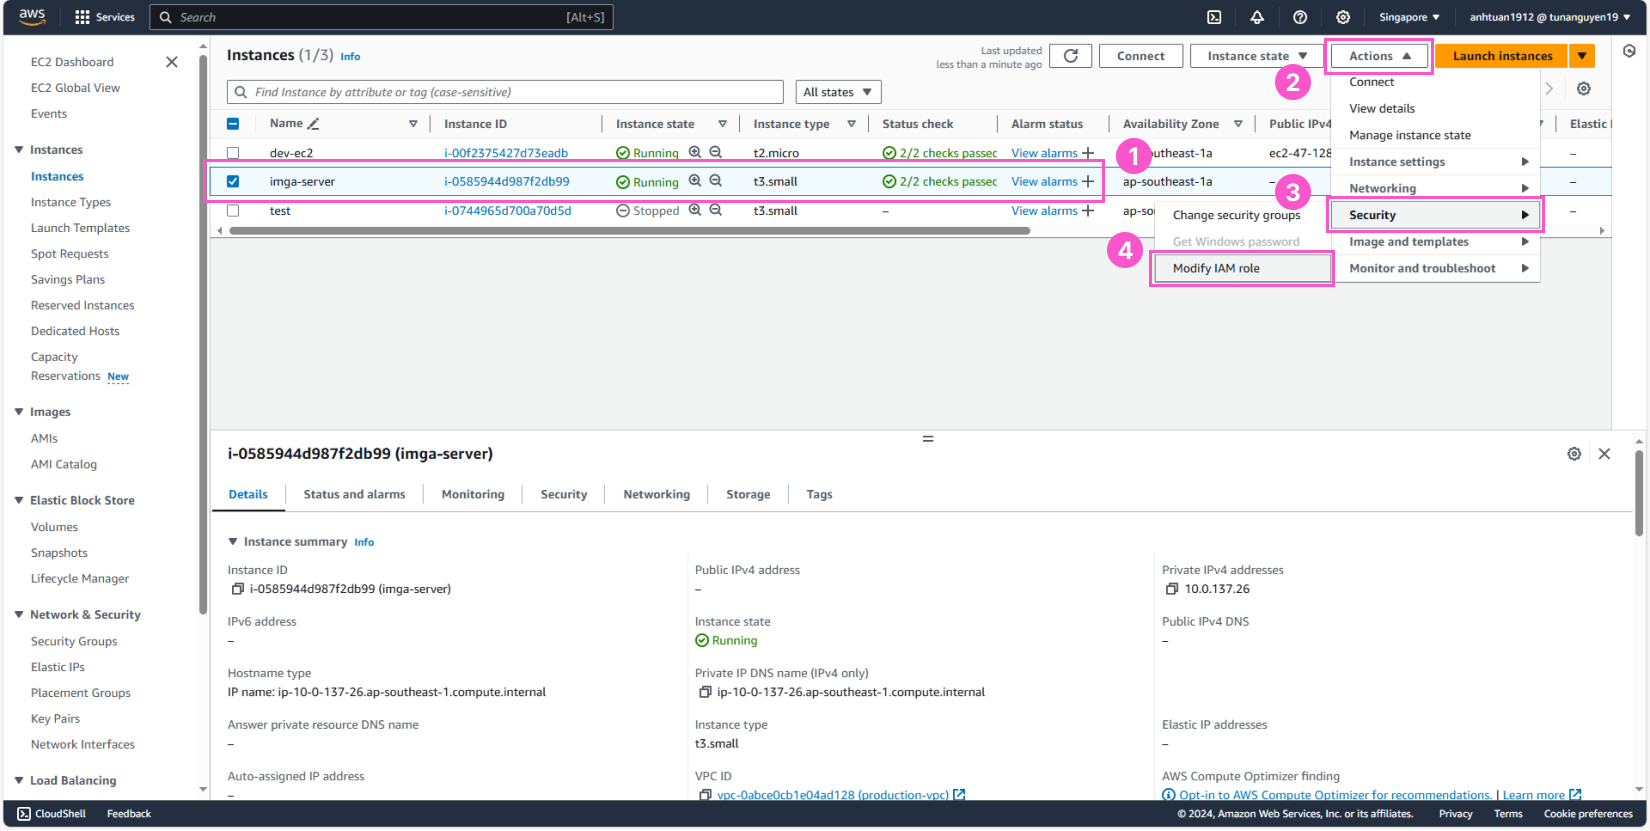 aws
Services
Search
[Alt+S]
Singapore
anhtuan1912 @ tunanguyen19
EC2 Dashboard
EC2 Global View
Events
Instances
Instances
Instance Types
Launch Templates
Spot Requests
Savings Plans
Reserved Instances
Dedicated Hosts
Capacity
Reservations New
Images
AMIs
AMI Catalog
Elastic Block Store
Volumes
Snapshots
Lifecycle Manager
Network & Security
Security Groups
Elastic IPs
Placement Groups
Key Pairs
Network Interfaces
Load Balancing
Instances (1/3) Info
Last updated
less than a minute ago
Connect
Instance state
Actions
Launch instances
Find Instance by attribute or tag (case-sensitive)
All states
Name Instance ID Instance state Instance type Status check Alarm status Availability Zone Public IPv4 Elastic I
dev-ec2 i-00f2375427d73eadb Running t2.micro 2/2 checks passec View alarms + outheast-1a ec2-47-128 –
imga-server i-0585944d987f2db99 Running t3.small 2/2 checks passec View alarms + ap-southeast-1a – –
test i-0744965d700a70d5d Stopped t3.small – View alarms + ap-so –
1
2
3
4
Connect
View details
Manage instance state
Instance settings
Networking
Security
Image and templates
Monitor and troubleshoot
Change security groups
Get Windows password
Modify IAM role
i-0585944d987f2db99 (imga-server)
Details
Status and alarms
Monitoring
Security
Networking
Storage
Tags
Instance summary Info
Instance ID
i-0585944d987f2db99 (imga-server)
Public IPv4 address
–
Private IPv4 addresses
10.0.137.26
IPv6 address
–
Instance state
Running
Public IPv4 DNS
–
Hostname type
IP name: ip-10-0-137-26.ap-southeast-1.compute.internal
Private IP DNS name (IPv4 only)
ip-10-0-137-26.ap-southeast-1.compute.internal
Answer private resource DNS name
–
Instance type
t3.small
Elastic IP addresses
–
Auto-assigned IP address
–
VPC ID
vpc-0abce0cb1e04ad128 (production-vpc)
AWS Compute Optimizer finding
Opt-in to AWS Compute Optimizer for recommendations. | Learn more
CloudShell
Feedback
© 2024, Amazon Web Services, Inc. or its affiliates.
Privacy
Terms
Cookie preferences